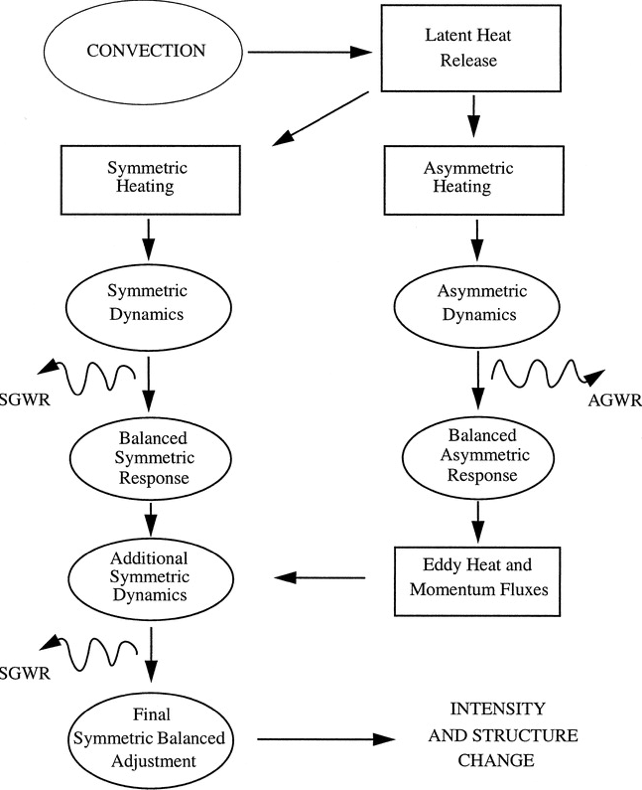 CONVECTION
Latent Heat
Release
Symmetric
Heating
Asymmetric
Heating
Symmetric
Dynamics
Asymmetric
Dynamics
SGWR
AGWR
Balanced
Symmetric
Response
Balanced
Asymmetric
Response
Additional
Symmetric
Dynamics
Eddy Heat and
Momentum Fluxes
SGWR
Final
Symmetric Balanced
Adjustment
INTENSITY
AND STRUCTURE
CHANGE